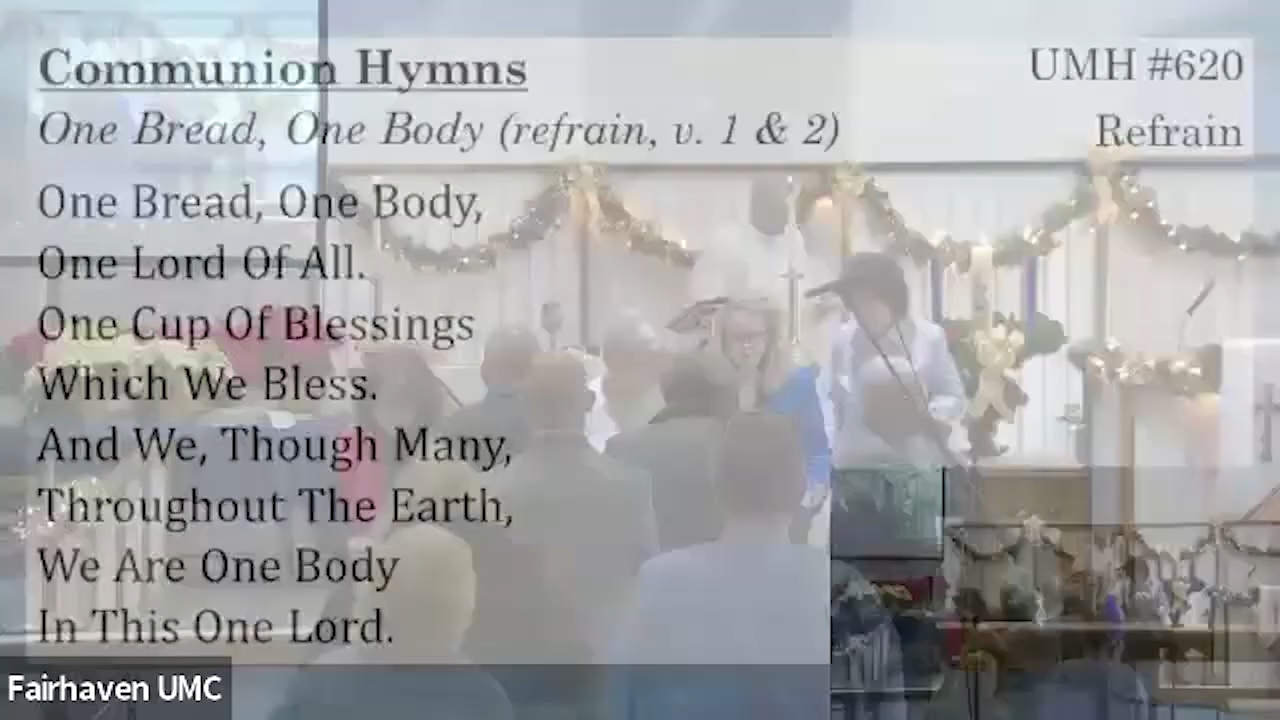 Communion Hymns
UMH #620
One Bread, One Body (refrain, v. 1 & 2)
Refrain
One Bread, One Body,
One Lord Of All.
One Cup Of Blessings
Which We Bless.
And We, Though Many,
Throughout The Earth,
We Are One Body
In This One Lord.
Fairhaven UMC